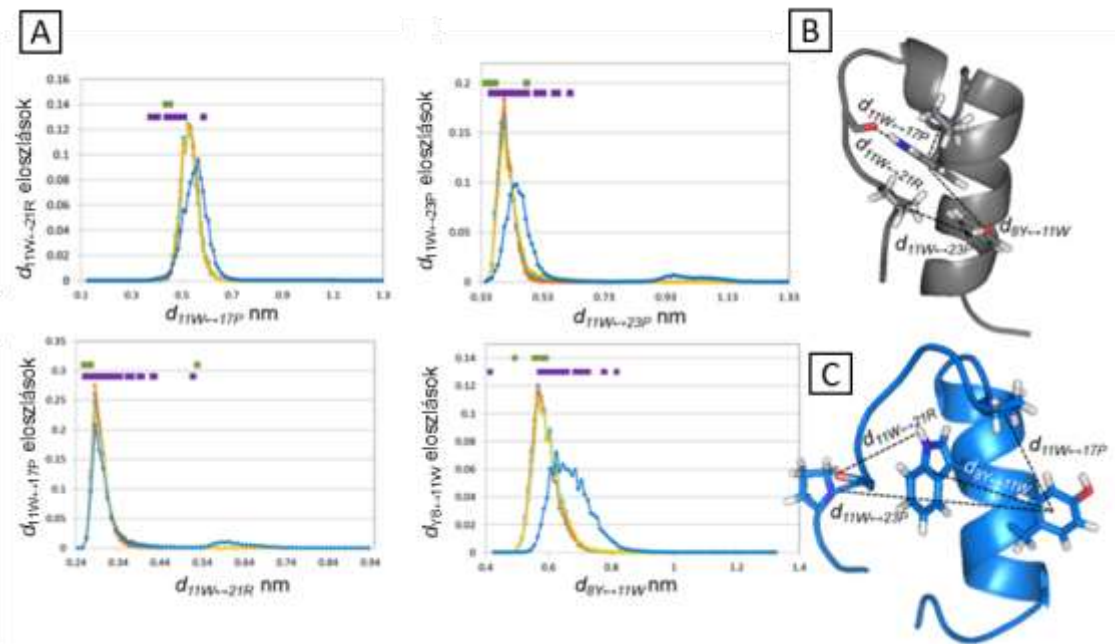 A
B
C
d11W↔21R eloszlások
0.16
0.14
0.12
0.1
0.08
0.06
0.04
0.02
0
0.3
0.5
0.7
0.9
1.1
1.3
d11W↔17P nm
d11W↔23P eloszlások
0.2
0.15
0.1
0.05
0
0.33
0.53
0.73
0.93
1.13
1.33
d11W↔23P nm
d11W↔17P eloszlások
0.35
0.3
0.25
0.2
0.15
0.1
0.05
0
0.24
0.34
0.44
0.54
0.64
0.74
0.84
0.94
d11W↔21R nm
dY8↔11W eloszlások
0.14
0.12
0.1
0.08
0.06
0.04
0.02
0
0.4
0.6
0.8
1
1.2
1.4
d8Y↔11W nm
d11W↔17P
d11W↔21R
d8Y↔11W
d11W↔23P
d11W↔21R
d11W↔17P
d8Y↔11W
d11W↔23P